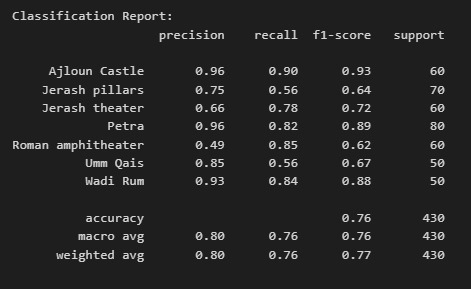 Classification Report:
precision recall f1-score support
Ajloun Castle 0.96 0.90 0.93 60
Jerash pillars 0.75 0.56 0.64 70
Jerash theater 0.66 0.78 0.72 60
Petra 0.96 0.82 0.89 80
Roman amphitheater 0.49 0.85 0.62 60
Umm Qais 0.85 0.56 0.67 50
Wadi Rum 0.93 0.84 0.88 50
accuracy 0.76 430
macro avg 0.80 0.76 0.76 430
weighted avg 0.80 0.76 0.77 430